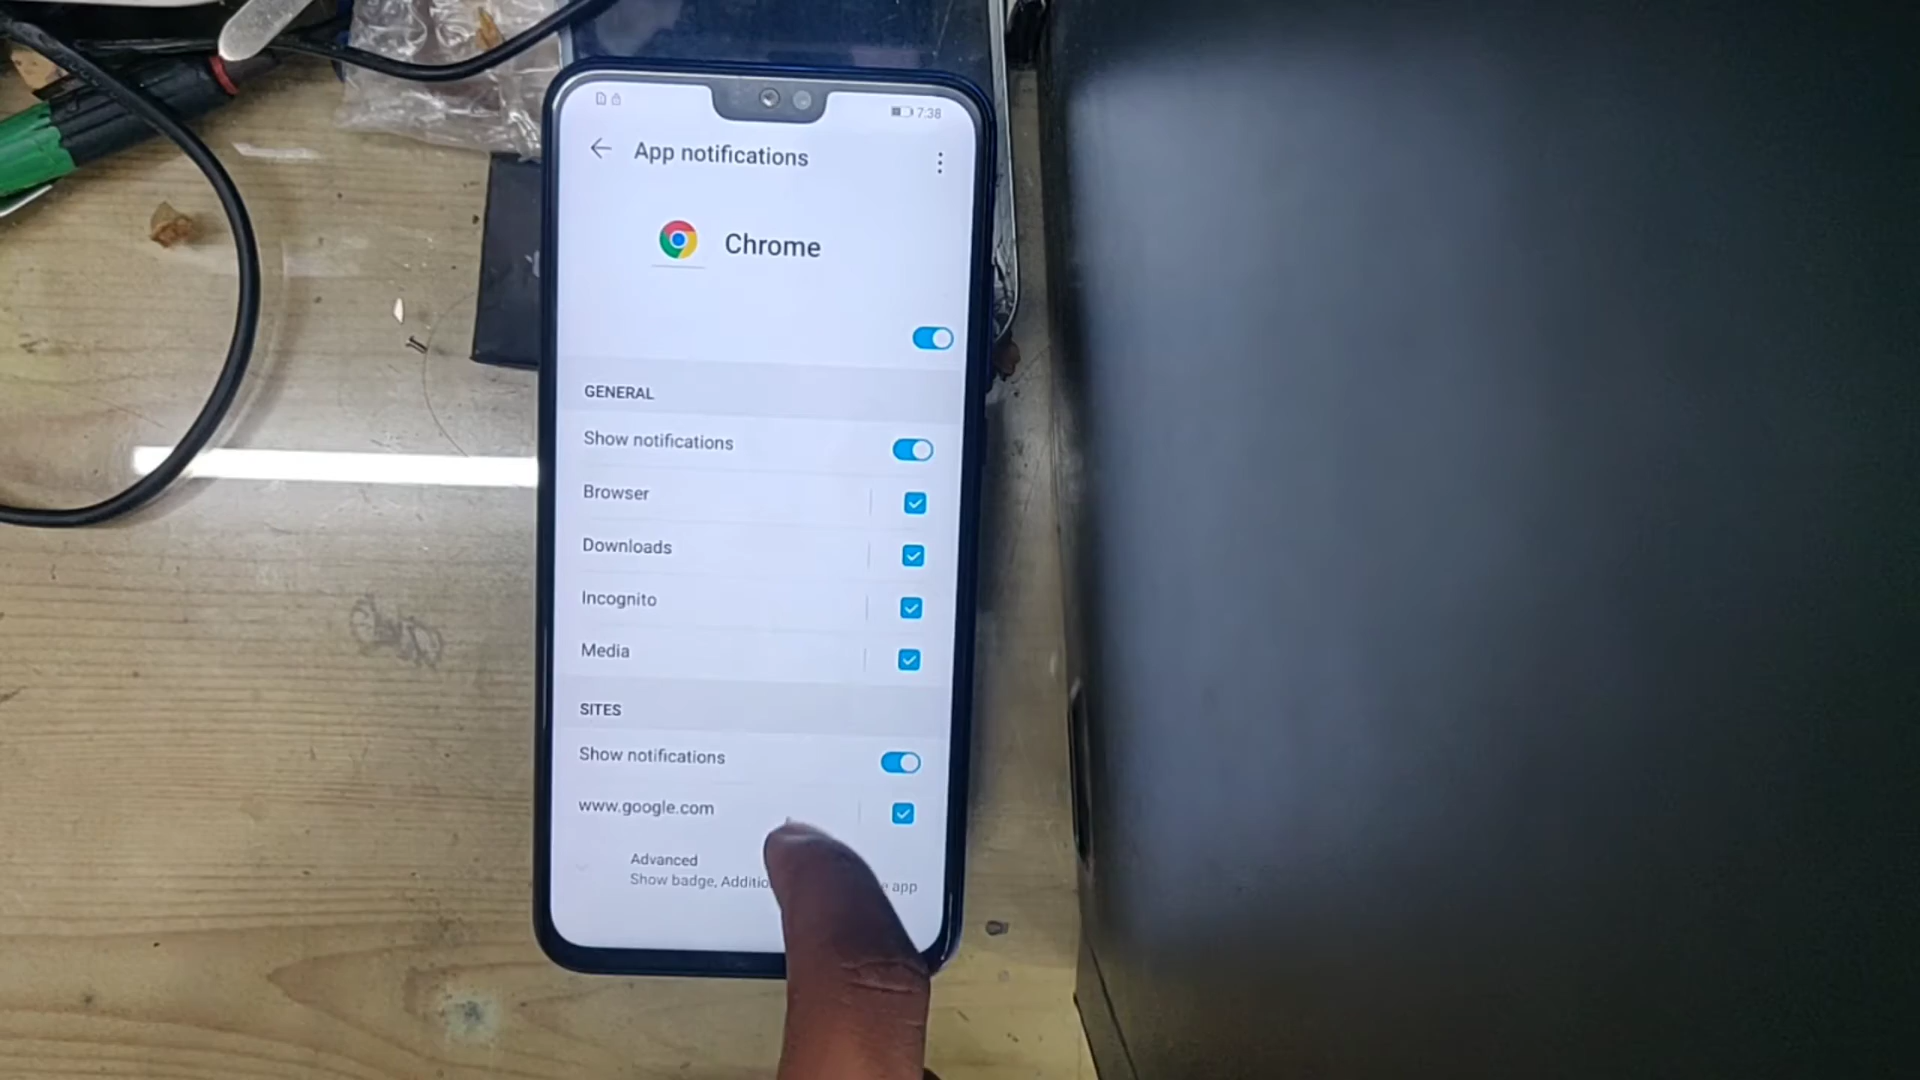 7:38
App notifications
Chrome
GENERAL
Show notifications
Browser
Downloads
Incognito
Media
SITES
Show notifications
www.google.com
Advanced
Show badge, app